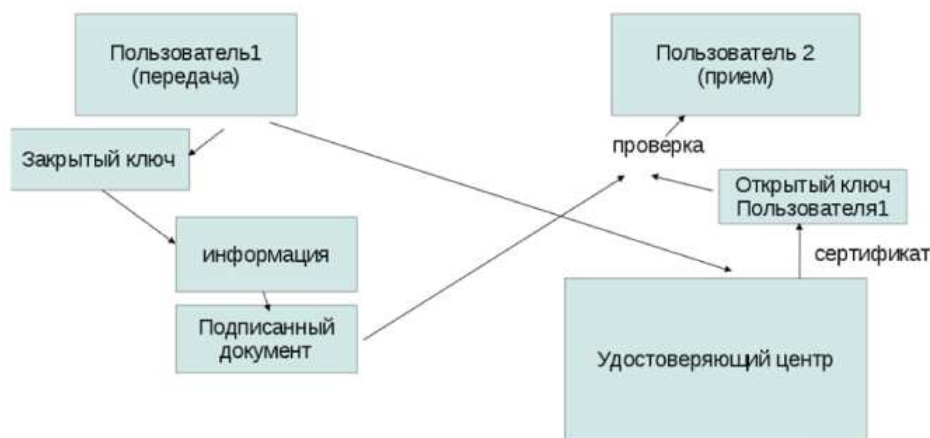 Пользователь1
(передача)
Пользователь 2
(прием)
Закрытый ключ
проверка
Открытый ключ
Пользователя1
информация
сертификат
Подписанный
документ
Удостоверяющий центр